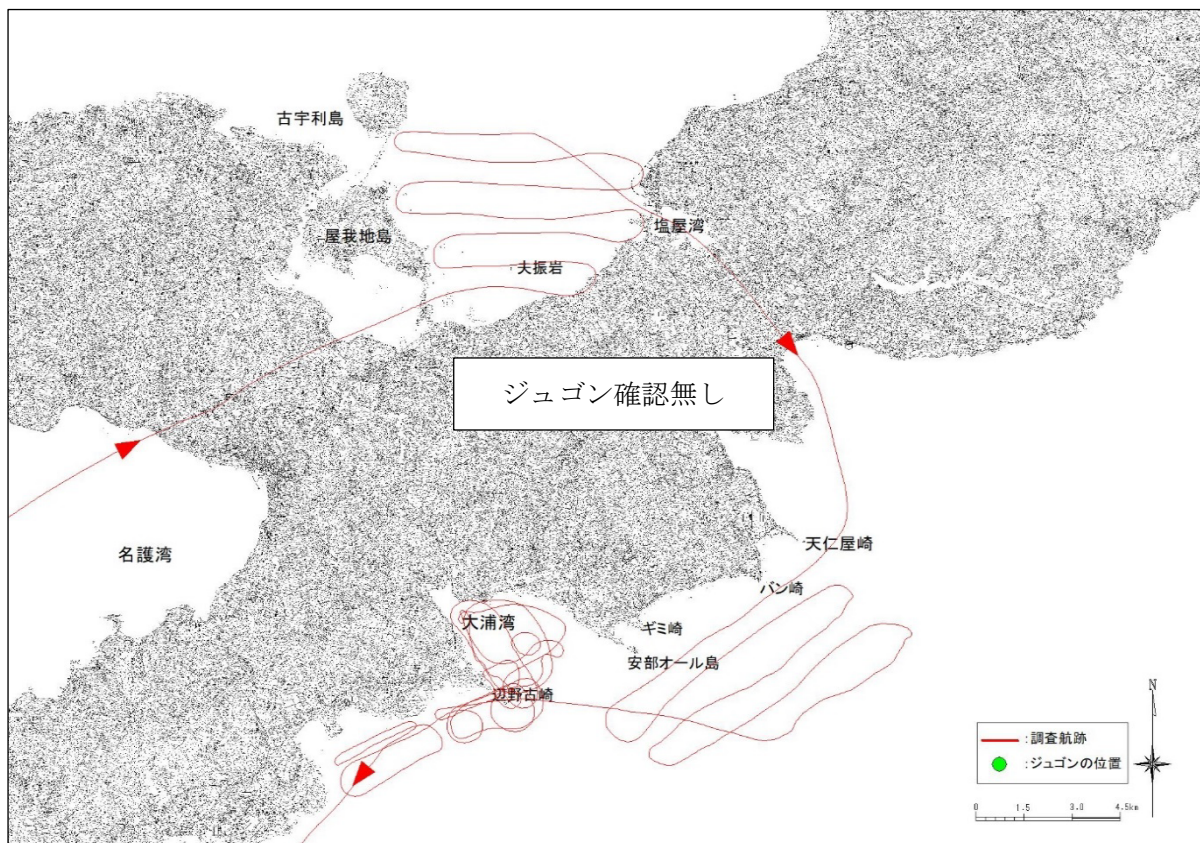 古宇利島
屋我地島
塩屋湾
夫振岩
ジュゴン確認無し
名護湾
天仁屋崎
バン崎
大浦湾
ギミ崎
安部オール島
辺野古崎
N
:調査航跡
:ジュゴンの位置
0 1.5 3.0 4.5km